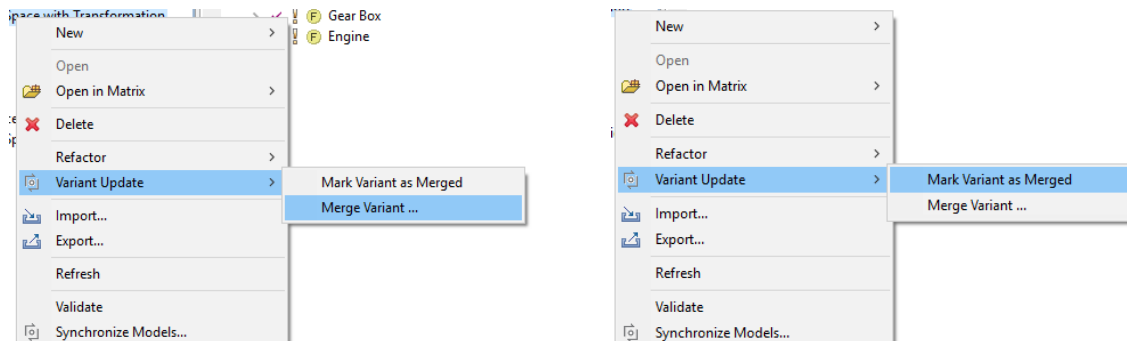 Space with Transformation
Gear Box
Engine
New
Open
Open in Matrix
Delete
Refactor
Variant Update
Mark Variant as Merged
Merge Variant ...
Import...
Export...
Refresh
Validate
Synchronize Models...
New
Open
Open in Matrix
Delete
Refactor
Variant Update
Mark Variant as Merged
Merge Variant ...
Import...
Export...
Refresh
Validate
Synchronize Models...